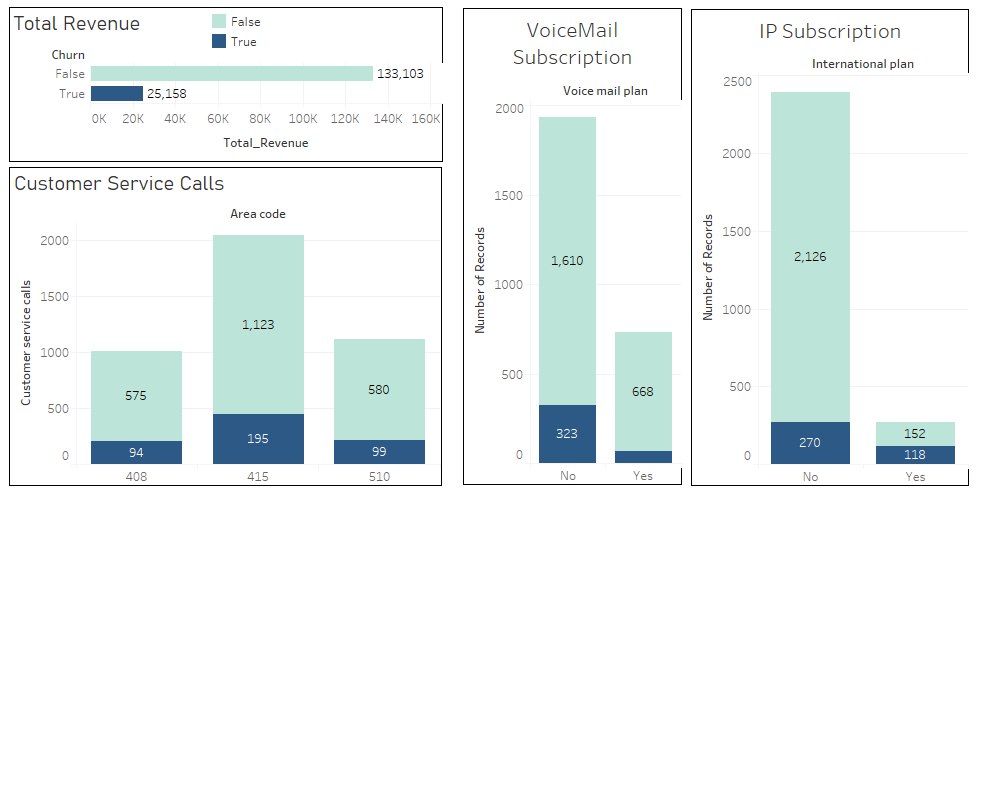 Total Revenue
False
True
Churn
False 133,103
True 25,158
0K 20K 40K 60K 80K 100K 120K 140K 160K
Total_Revenue
Customer Service Calls
Area code
Customer service calls
2000
1500
1000
500
0
575
1,123
580
94
195
99
408 415 510
VoiceMail
Subscription
Voice mail plan
Number of Records
2000
1500
1000
500
0
1,610
668
323
No Yes
IP Subscription
International plan
Number of Records
2500
2000
1500
1000
500
0
2,126
152
270
118
No Yes